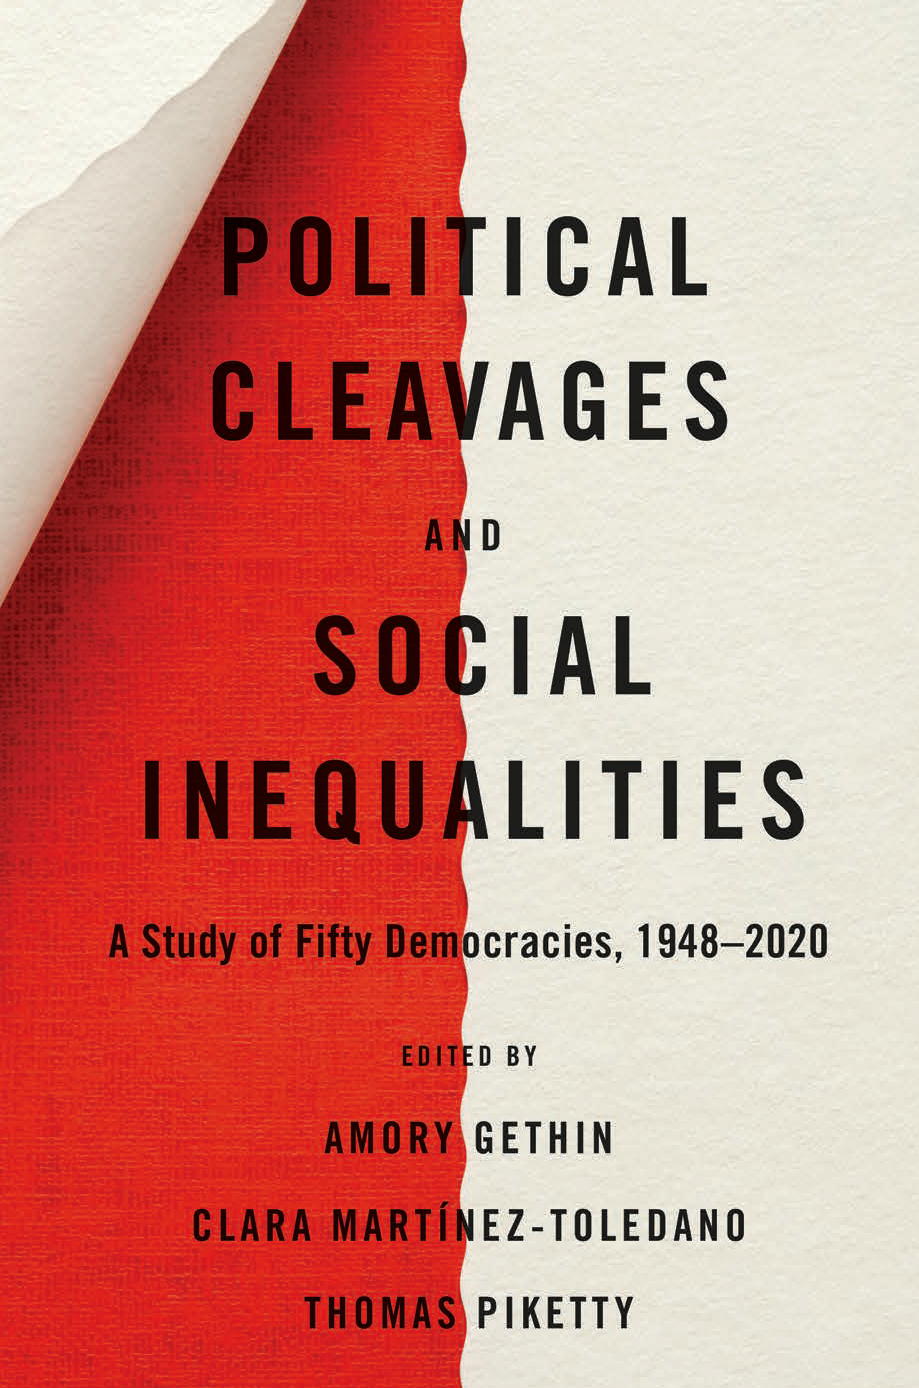 POLITICAL
CLEAVAGES
AND
SOCIAL
INEQUALITIES
A Study of Fifty Democracies, 1948–2020
EDITED BY
AMORY GETHIN
CLARA MARTÍNEZ-TOLEDANO
THOMAS PIKETTY